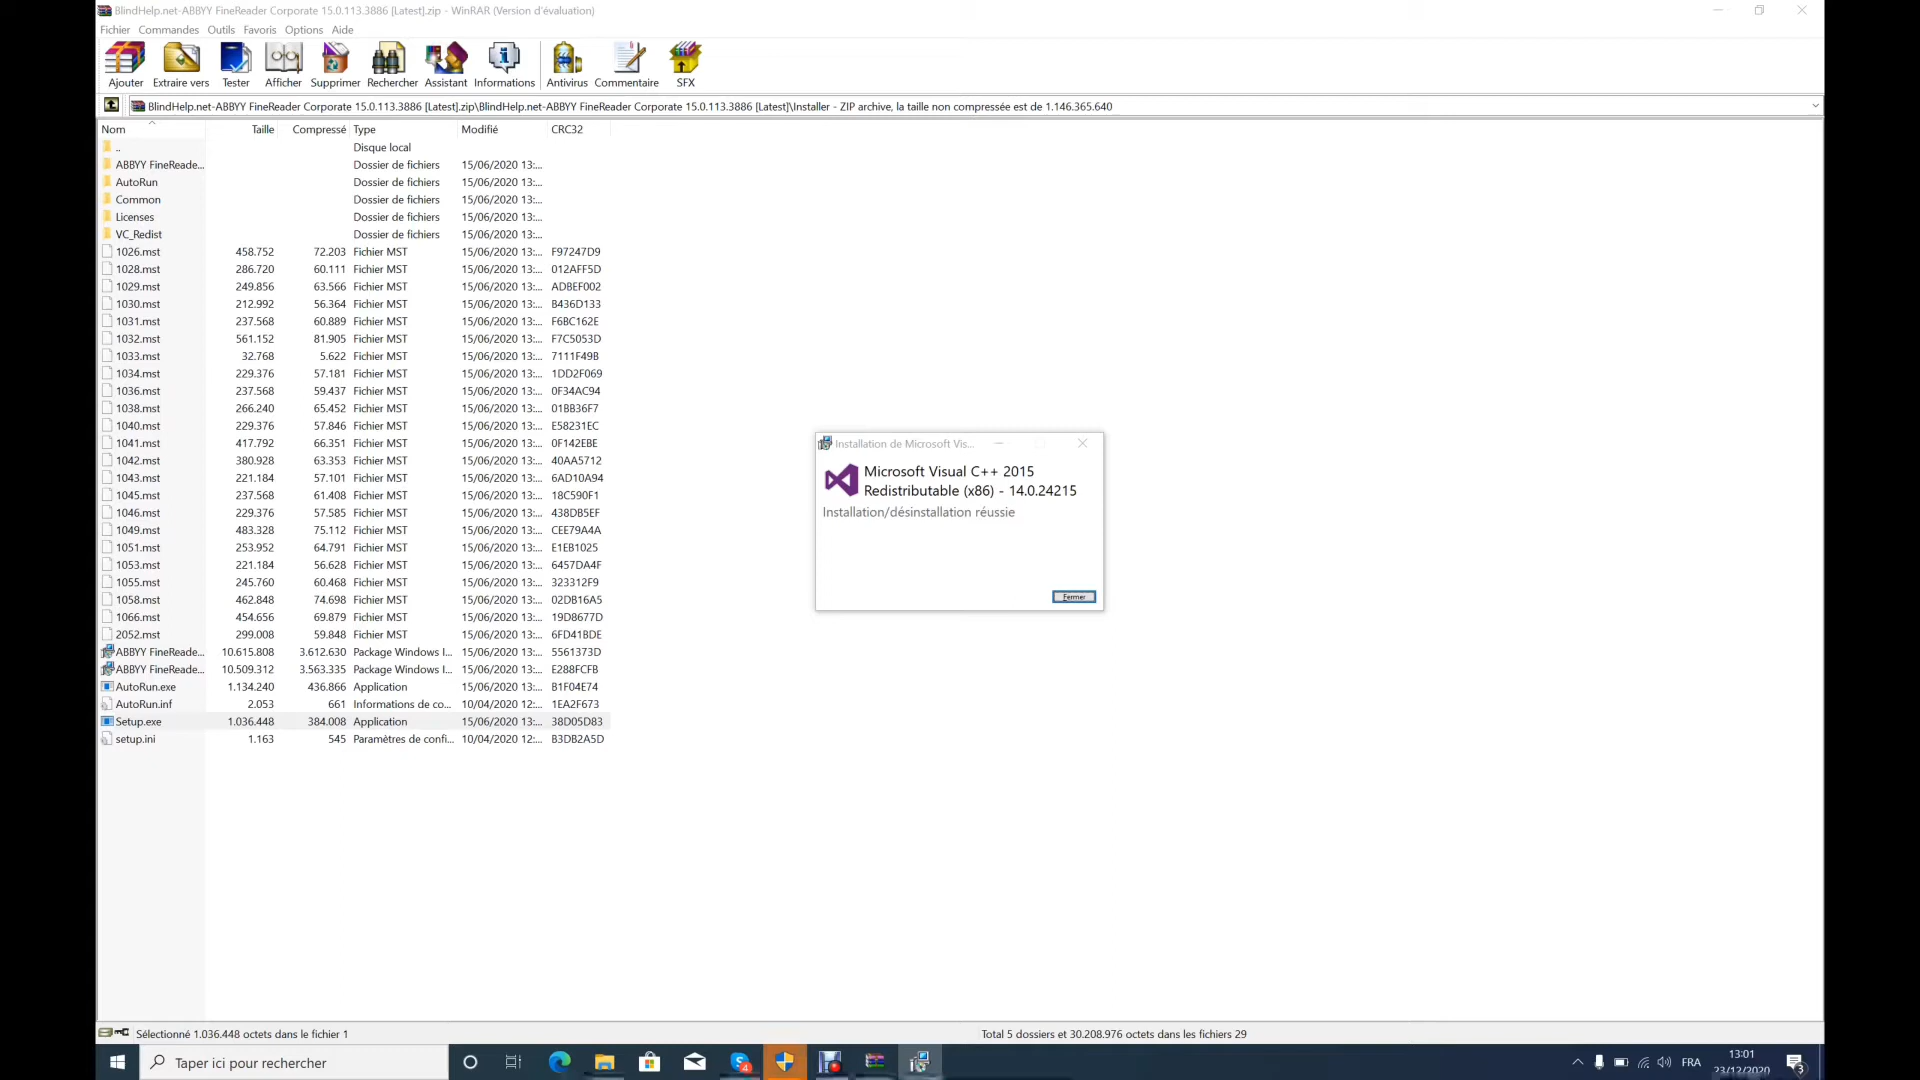 BlindHelp.net-ABBYY FineReader Corporate 15.0.113.3886 [Latest].zip - WinRAR (Version d'évaluation)
Fichier Commandes Outils Favoris Options Aide
Ajouter Extraire vers Tester Afficher Supprimer Rechercher Assistant Informations Antivirus Commentaire SFX
BlindHelp.net-ABBYY FineReader Corporate 15.0.113.3886 [Latest].zip\BlindHelp.net-ABBYY FineReader Corporate 15.0.113.3886 [Latest]\Installer - ZIP archive, la taille non compressée est de 1.146.365.640
Nom Taille Compressé Type Modifié CRC32
.. Disque local
ABBYY FineReade... Dossier de fichiers 15/06/2020 13:...
AutoRun Dossier de fichiers 15/06/2020 13:...
Common Dossier de fichiers 15/06/2020 13:...
Licenses Dossier de fichiers 15/06/2020 13:...
VC_Redist Dossier de fichiers 15/06/2020 13:...
1026.mst 458.752 72.203 Fichier MST 15/06/2020 13:... F97247D9
1028.mst 286.720 60.111 Fichier MST 15/06/2020 13:... 012AFF5D
1029.mst 249.856 63.566 Fichier MST 15/06/2020 13:... ADBEF002
1030.mst 212.992 56.364 Fichier MST 15/06/2020 13:... B436D133
1031.mst 237.568 60.889 Fichier MST 15/06/2020 13:... F6BC162E
1032.mst 561.152 81.905 Fichier MST 15/06/2020 13:... F7C5053D
1033.mst 32.768 5.622 Fichier MST 15/06/2020 13:... 7111F49B
1034.mst 229.376 57.181 Fichier MST 15/06/2020 13:... 1DD2F069
1036.mst 237.568 59.437 Fichier MST 15/06/2020 13:... 0F34AC94
1038.mst 266.240 65.452 Fichier MST 15/06/2020 13:... 01BB36F7
1040.mst 229.376 57.846 Fichier MST 15/06/2020 13:... E58231EC
1041.mst 417.792 66.351 Fichier MST 15/06/2020 13:... 0F142EBE
1042.mst 380.928 63.353 Fichier MST 15/06/2020 13:... 40AA5712
1043.mst 221.184 57.101 Fichier MST 15/06/2020 13:... 6AD10A94
1045.mst 237.568 61.408 Fichier MST 15/06/2020 13:... 18C590F1
1046.mst 229.376 57.585 Fichier MST 15/06/2020 13:... 438DB5EF
1049.mst 483.328 75.112 Fichier MST 15/06/2020 13:... CEE79A4A
1051.mst 253.952 64.791 Fichier MST 15/06/2020 13:... E1EB1025
1053.mst 221.184 56.628 Fichier MST 15/06/2020 13:... 6457DA4F
1055.mst 245.760 60.468 Fichier MST 15/06/2020 13:... 323312F9
1058.mst 462.848 74.698 Fichier MST 15/06/2020 13:... 02DB16A5
1066.mst 454.656 69.879 Fichier MST 15/06/2020 13:... 19D8677D
2052.mst 299.008 59.848 Fichier MST 15/06/2020 13:... 6FD41BDE
ABBYY FineReade... 10.615.808 3.612.630 Package Windows I... 15/06/2020 13:... 5561373D
ABBYY FineReade... 10.509.312 3.563.335 Package Windows I... 15/06/2020 13:... E288FCFB
AutoRun.exe 1.134.240 436.866 Application 15/06/2020 13:... B1F04E74
AutoRun.inf 2.053 661 Informations de co... 10/04/2020 12:... 1EA2F673
Setup.exe 1.036.448 384.008 Application 15/06/2020 13:... 38D05D83
setup.ini 1.163 545 Paramètres de confi... 10/04/2020 12:... B3DB2A5D
Installation de Microsoft Vis...
Microsoft Visual C++ 2015
Redistributable (x86) - 14.0.24215
Installation/désinstallation réussie
Fermer
Sélectionné 1.036.448 octets dans le fichier 1
Total 5 dossiers et 30.208.976 octets dans les fichiers 29
Taper ici pour rechercher
4
FRA
13:01
23/12/2020
3